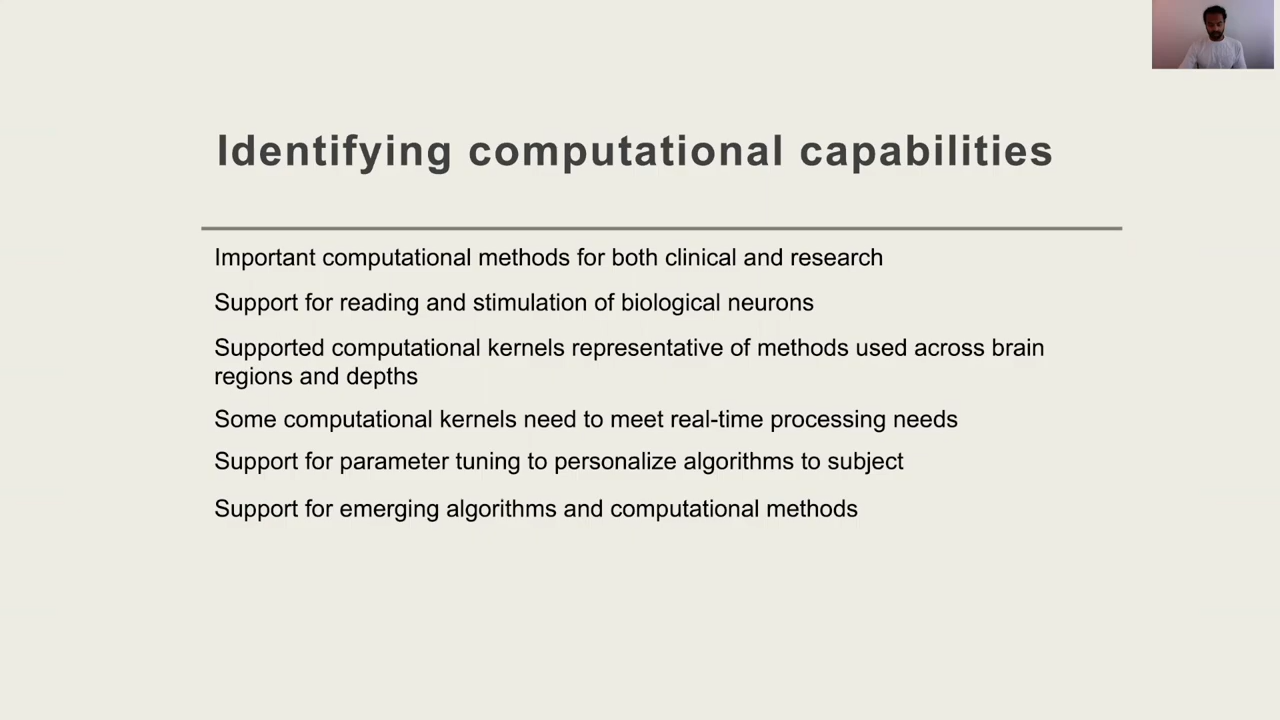 Identifying computational capabilities
Important computational methods for both clinical and research
Support for reading and stimulation of biological neurons
Supported computational kernels representative of methods used across brain
regions and depths
Some computational kernels need to meet real-time processing needs
Support for parameter tuning to personalize algorithms to subject
Support for emerging algorithms and computational methods